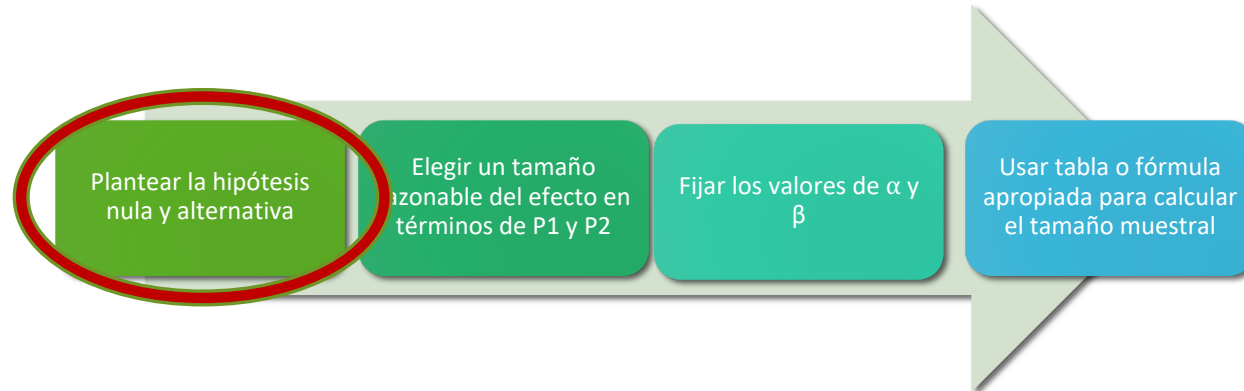 Plantear la hipótesis
nula y alternativa
Elegir un tamaño
azonable del efecto en
términos de P1 y P2
Fijar los valores de α y
β
Usar tabla o fórmula
apropiada para calcular
el tamaño muestral